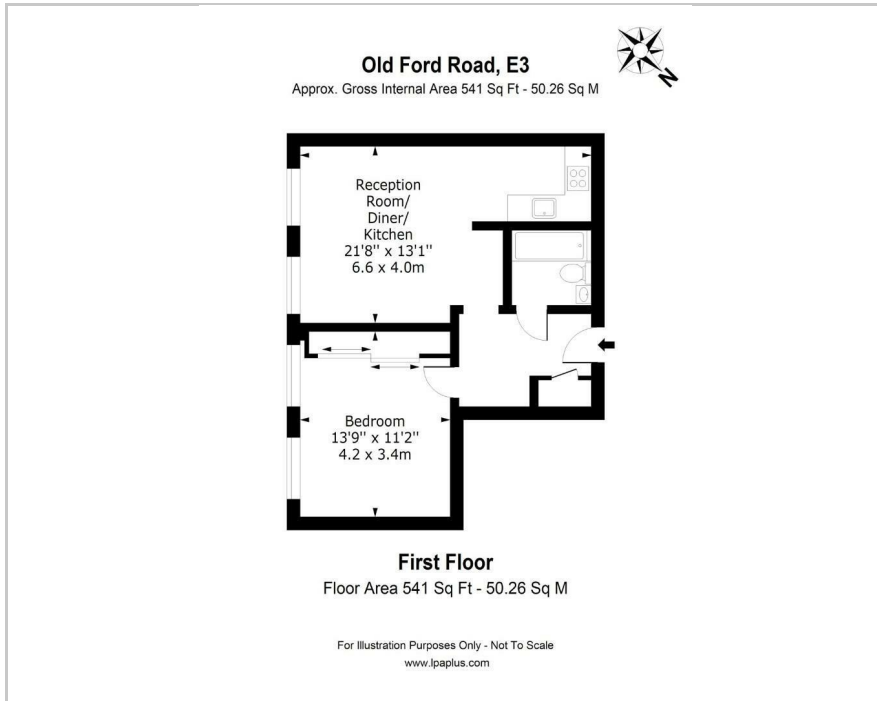 Old Ford Road, E3
Approx. Gross Internal Area 541 Sq Ft - 50.26 Sq M
N
Reception
Room/
Diner/
Kitchen
21'8'' x 13'1''
6.6 x 4.0m
Bedroom
13'9'' x 11'2''
4.2 x 3.4m
First Floor
Floor Area 541 Sq Ft - 50.26 Sq M
For Illustration Purposes Only - Not To Scale
www.lpaplus.com